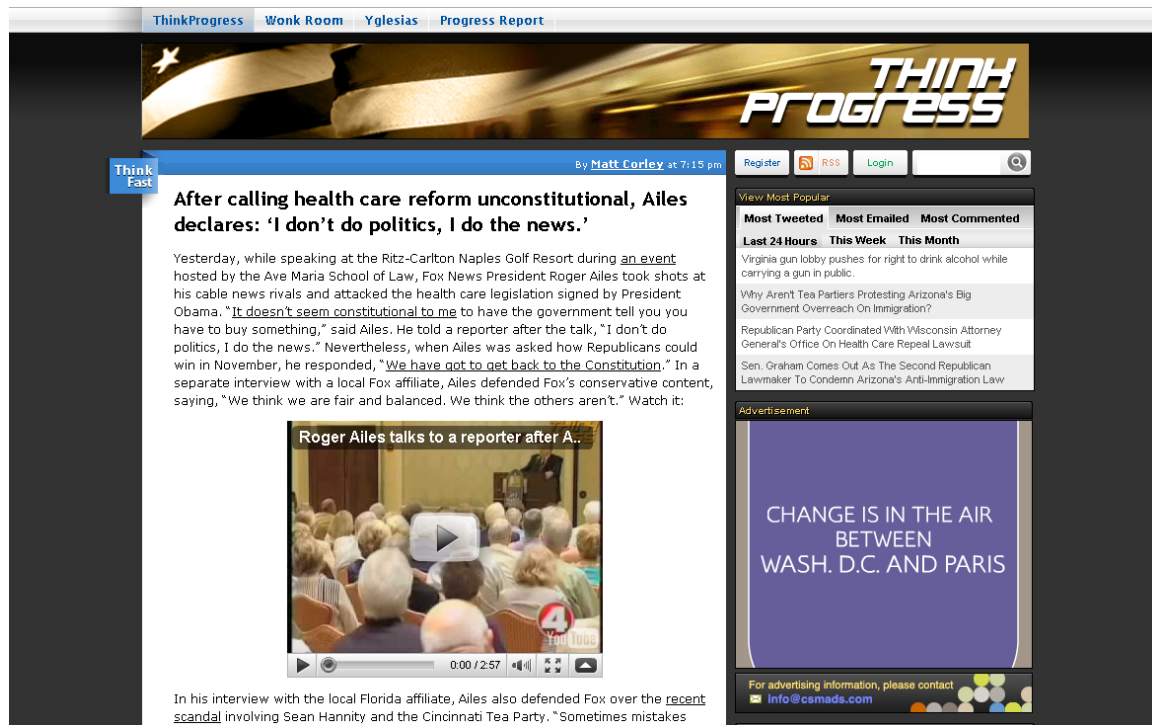 ThinkProgress Wonk Room Yglesias Progress Report
THINK
PROGRESS
Think
Fast
By Matt Corley at 7:15 pm
After calling health care reform unconstitutional, Ailes
declares: ‘I don’t do politics, I do the news.’
Yesterday, while speaking at the Ritz-Carlton Naples Golf Resort during an event
hosted by the Ave Maria School of Law, Fox News President Roger Ailes took shots at
his cable news rivals and attacked the health care legislation signed by President
Obama. “It doesn’t seem constitutional to me to have the government tell you you
have to buy something,” said Ailes. He told a reporter after the talk, “I don’t do
politics, I do the news.” Nevertheless, when Ailes was asked how Republicans could
win in November, he responded, “We have got to get back to the Constitution.” In a
separate interview with a local Fox affiliate, Ailes defended Fox’s conservative content,
saying, “We think we are fair and balanced. We think the others aren’t.” Watch it:
Roger Ailes talks to a reporter after A..
4
YouTube
0:00 / 2:57
In his interview with the local Florida affiliate, Ailes also defended Fox over the recent
scandal involving Sean Hannity and the Cincinnati Tea Party. “Sometimes mistakes
Register RSS Login
View Most Popular
Most Tweeted Most Emailed Most Commented
Last 24 Hours This Week This Month
Virginia gun lobby pushes for right to drink alcohol while
carrying a gun in public.
Why Aren't Tea Partiers Protesting Arizona's Big
Government Overreach On Immigration?
Republican Party Coordinated With Wisconsin Attorney
General's Office On Health Care Repeal Lawsuit
Sen. Graham Comes Out As The Second Republican
Lawmaker To Condemn Arizona's Anti-Immigration Law
Advertisement
CHANGE IS IN THE AIR
BETWEEN
WASH. D.C. AND PARIS
For advertising information, please contact
info@csmads.com